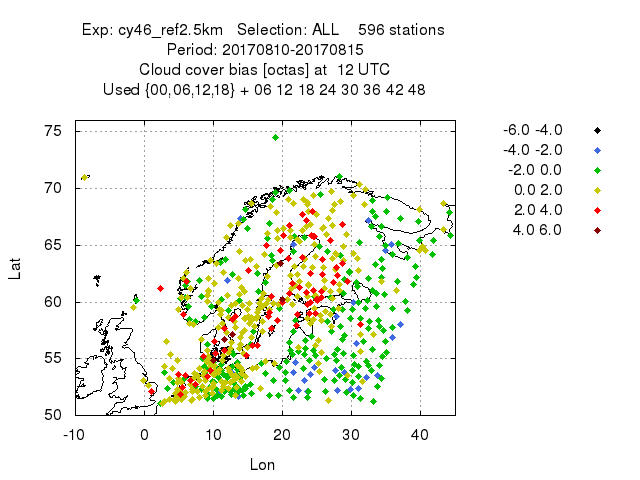 Exp: cy46_ref2.5km   Selection: ALL    596 stations
Period: 20170810-20170815
Cloud cover bias [octas] at  12 UTC
Used {00,06,12,18} + 06 12 18 24 30 36 42 48
75
70
65
60
55
50
-10 0 10 20 30 40
Lat
Lon
-6.0 -4.0
-4.0 -2.0
-2.0 0.0
0.0 2.0
2.0 4.0
4.0 6.0